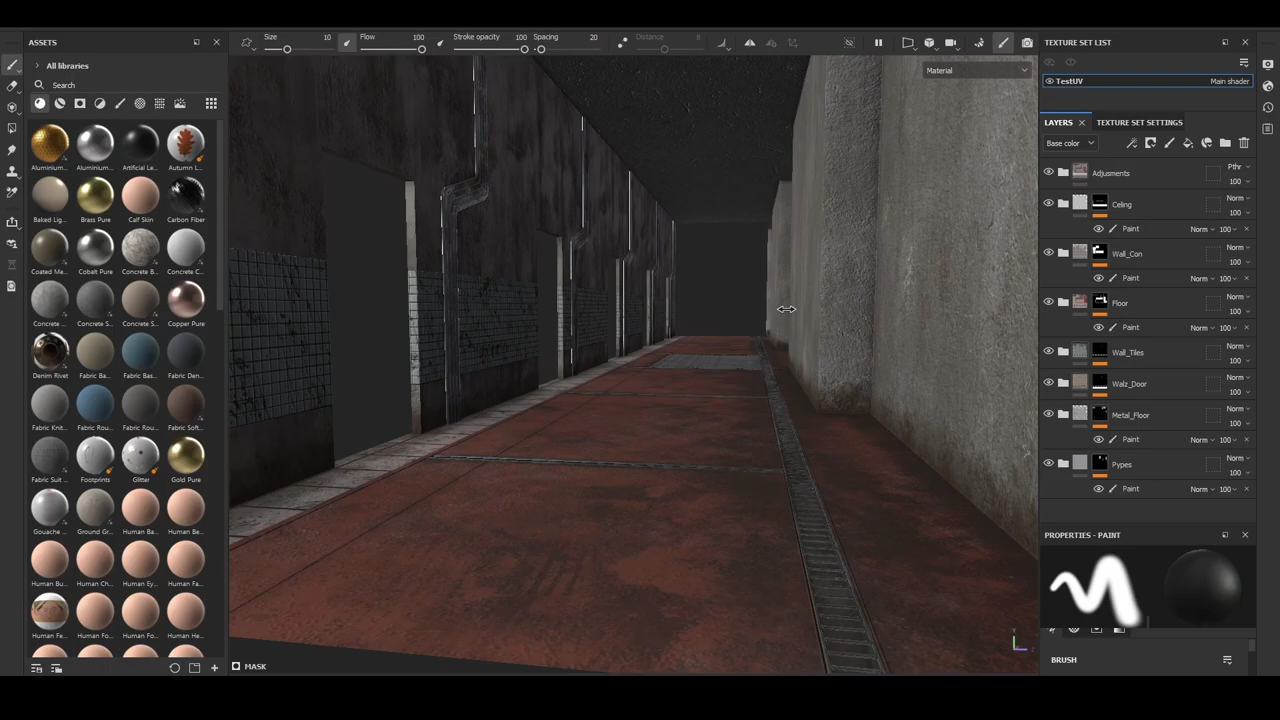 ASSETS
All libraries
Search
Aluminium...
Aluminium...
Artificial Le...
Autumn L...
Baked Lig...
Brass Pure
Calf Skin
Carbon Fiber
Coated Me...
Cobalt Pure
Concrete B...
Concrete C...
Concrete ...
Concrete S...
Concrete S...
Copper Pure
Denim Rivet
Fabric Ba...
Fabric Bas...
Fabric Den...
Fabric Knit...
Fabric Rou...
Fabric Rou...
Fabric Soft...
Fabric Suit ...
Footprints
Glitter
Gold Pure
Gouache ...
Ground Gr...
Human Ba...
Human Be...
Human Bu...
Human Ch...
Human Ey...
Human Fa...
Human Fe...
Human Fo...
Human Fo...
Human He...
Size 10
Flow 100
Stroke opacity 100
Spacing 20
Distance 8
Material
MASK
TEXTURE SET LIST
TestUV Main shader
LAYERS TEXTURE SET SETTINGS
Base color
Adjusments Pthr 100
Celing Norm 100
Paint Norm 100
Wall_Con Norm 100
Paint Norm 100
Floor Norm 100
Paint Norm 100
Wall_Tiles Norm 100
Walz_Door Norm 100
Metal_Floor Norm 100
Paint Norm 100
Pypes Norm 100
Paint Norm 100
PROPERTIES - PAINT
BRUSH